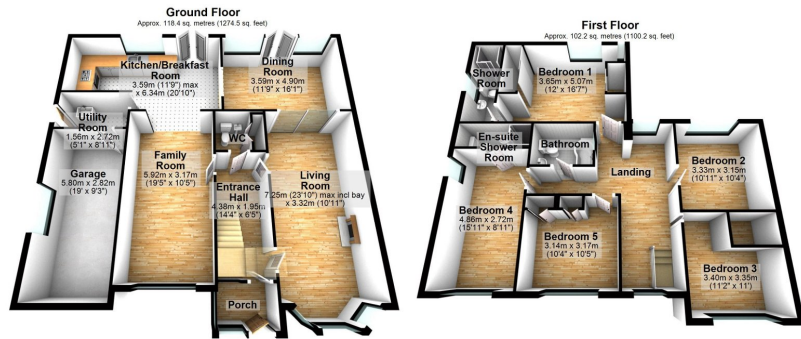 Ground Floor
Approx. 118.4 sq. metres (1274.5 sq. feet)
Kitchen/Breakfast
Room
3.59m (11'9") max
x 6.34m (20'10")
Dining
Room
3.59m x 4.90m
(11'9" x 16'1")
Utility
Room
1.56m x 2.72m
(5'1" x 8'11")
WC
Family
Room
5.92m x 3.17m
(19'5" x 10'5")
Garage
5.80m x 2.82m
(19' x 9'3")
Entrance
Hall
4.38m x 1.95m
(14'4" x 6'5")
Living
Room
7.25m (23'10") max incl bay
x 3.32m (10'11")
Porch
First Floor
Approx. 102.2 sq. metres (1100.2 sq. feet)
Shower
Room
Bedroom 1
3.65m x 5.07m
(12' x 16'7")
En-suite
Shower
Room
Bathroom
Landing
Bedroom 2
3.33m x 3.15m
(10'11" x 10'4")
Bedroom 4
4.86m x 2.72m
(15'11" x 8'11")
Bedroom 5
3.14m x 3.17m
(10'4" x 10'5")
Bedroom 3
3.40m x 3.35m
(11'2" x 11')